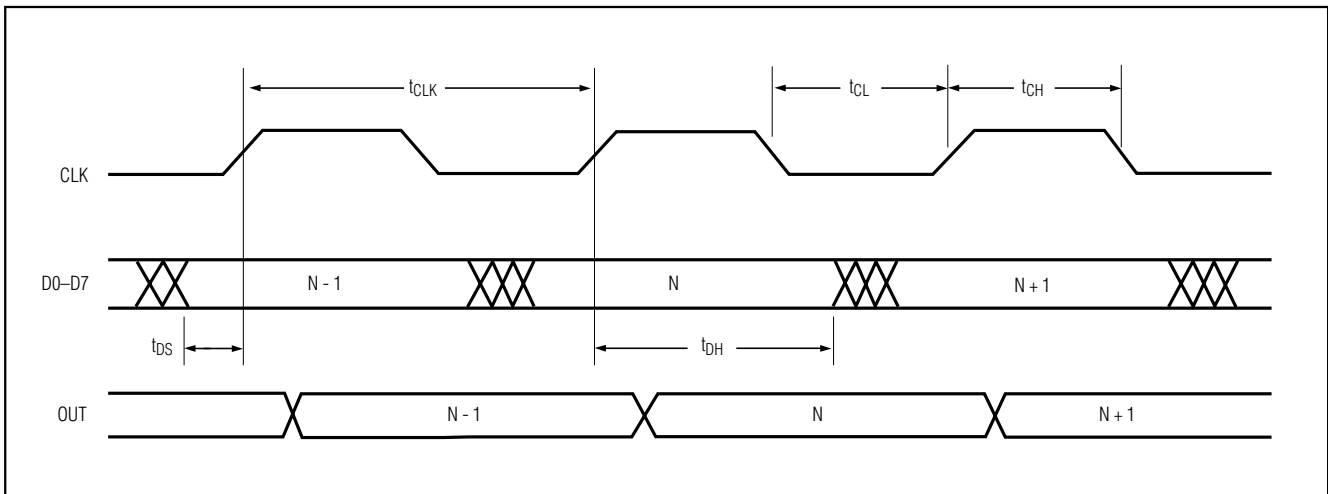 tCLK
tCL
tCH
CLK
D0–D7
N - 1
N
N + 1
tDS
tDH
OUT
N - 1
N
N + 1